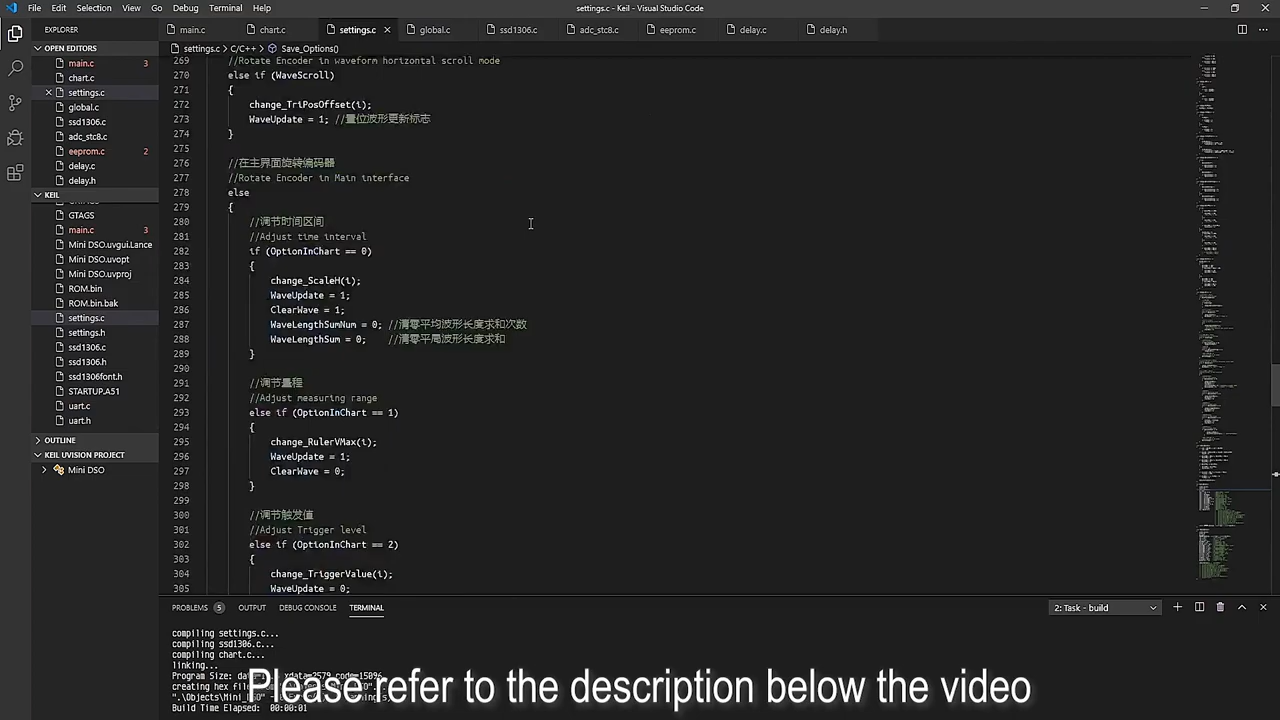 File Edit Selection View Go Debug Terminal Help
settings.c - Keil - Visual Studio Code
EXPLORER
main.c chart.c settings.c global.c ssd1306.c adc_stc8.c eeprom.c delay.c delay.h
OPEN EDITORS
main.c 3
chart.c
settings.c
global.c
ssd1306.c
adc_stc8.c
eeprom.c 2
delay.c
delay.h
KEIL
GTAGS
main.c 3
Mini DSO.uvgui.Lance
Mini DSO.uvopt
Mini DSO.uvproj
ROM.bin
ROM.bin.bak
settings.c
settings.h
ssd1306.c
ssd1306.h
ssd1306font.h
STARTUP.A51
uart.c
uart.h
OUTLINE
KEIL UVISION PROJECT
Mini DSO
settings.c > C/C++ > Save_Options()
269 //Rotate Encoder in Waveform horizontal scroll mode
270 else if (WaveScroll)
271 {
272 change_TriPosOffset(i);
273 WaveUpdate = 1; //置位波形更新标志
274 }
275
276 //在主界面旋转编码器
277 //Rotate Encoder in Main interface
278 else
279 {
280 //调节时间区间
281 //Adjust time interval
282 if (OptionInChart == 0)
283 {
284 change_ScaleH(i);
285 WaveUpdate = 1;
286 ClearWave = 1;
287 WaveLengthSumNum = 0; //清零平均波形长度求和次数
288 WaveLengthSum = 0; //清零平局波形长度求和
289 }
290
291 //调节量程
292 //Adjust measuring range
293 else if (OptionInChart == 1)
294 {
295 change_RulerVMax(i);
296 WaveUpdate = 1;
297 ClearWave = 0;
298 }
299
300 //调节触发值
301 //Adjust Trigger level
302 else if (OptionInChart == 2)
303 {
304 change_TriggerValue(i);
305 WaveUpdate = 0;
PROBLEMS 5 OUTPUT DEBUG CONSOLE TERMINAL
2: Task - build
compiling settings.c...
compiling ssd1306.c...
compiling chart.c...
linking...
Program Size: xdata=2579 code=15096
creating hex
Build Time Elapsed: 00:00:01
Please refer to the description below the video